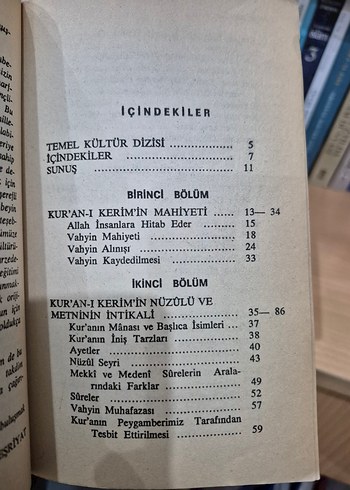 İÇİNDEKİLER
TEMEL KÜLTÜR DİZİSİ ........ 5
İÇİNDEKİLER ........ 7
SUNUŞ ........ 11
BİRİNCİ BÖLÜM
KUR'AN-I KERİM'İN MAHİYETİ ...... 13— 34
Allah İnsanlara Hitab Eder ........ 15
Vahyin Mahiyeti ........ 18
Vahyin Alınışı ........ 24
Vahyin Kaydedilmesi ........ 33
İKİNCİ BÖLÜM
KUR'AN-I KERİM'İN NÜZÛLÜ VE
METNİNİN İNTİKALİ ........ 35— 86
Kur'anın Mânası ve Başlıca İsimleri ... 37
Kur'anın İniş Tarzları ........ 38
Ayetler ........ 40
Nüzûl Seyri ........ 43
Mekkî ve Medenî Sûrelerin Arala-
rındaki Farklar ........ 49
Sûreler ........ 52
Vahyin Muhafazası ........ 57
Kur'anın Peygamberimiz Tarafından
Tesbit Ettirilmesi ........ 59
3